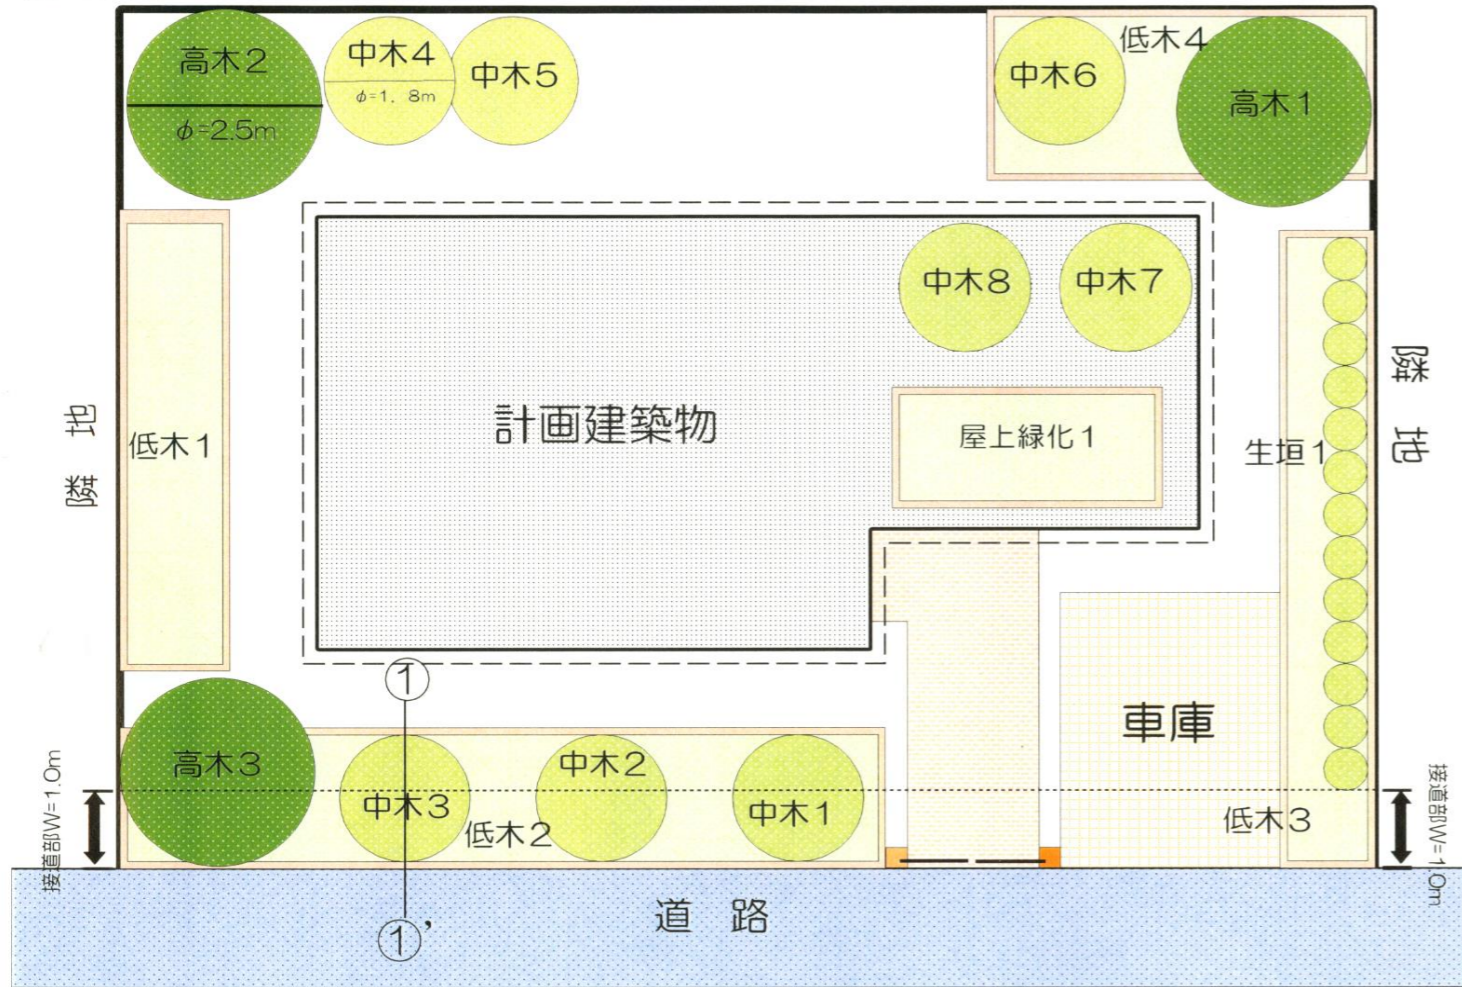 高木2
φ=2.5m
中木4
φ=1.8m
中木5
中木6
低木4
高木1
中木8
中木7
計画建築物
屋上緑化1
隣地
低木1
生垣1
隣地
①
高木3
中木3
低木2
中木2
中木1
車庫
低木3
接道部W=1.0m
接道部W=1.0m
道路
①’